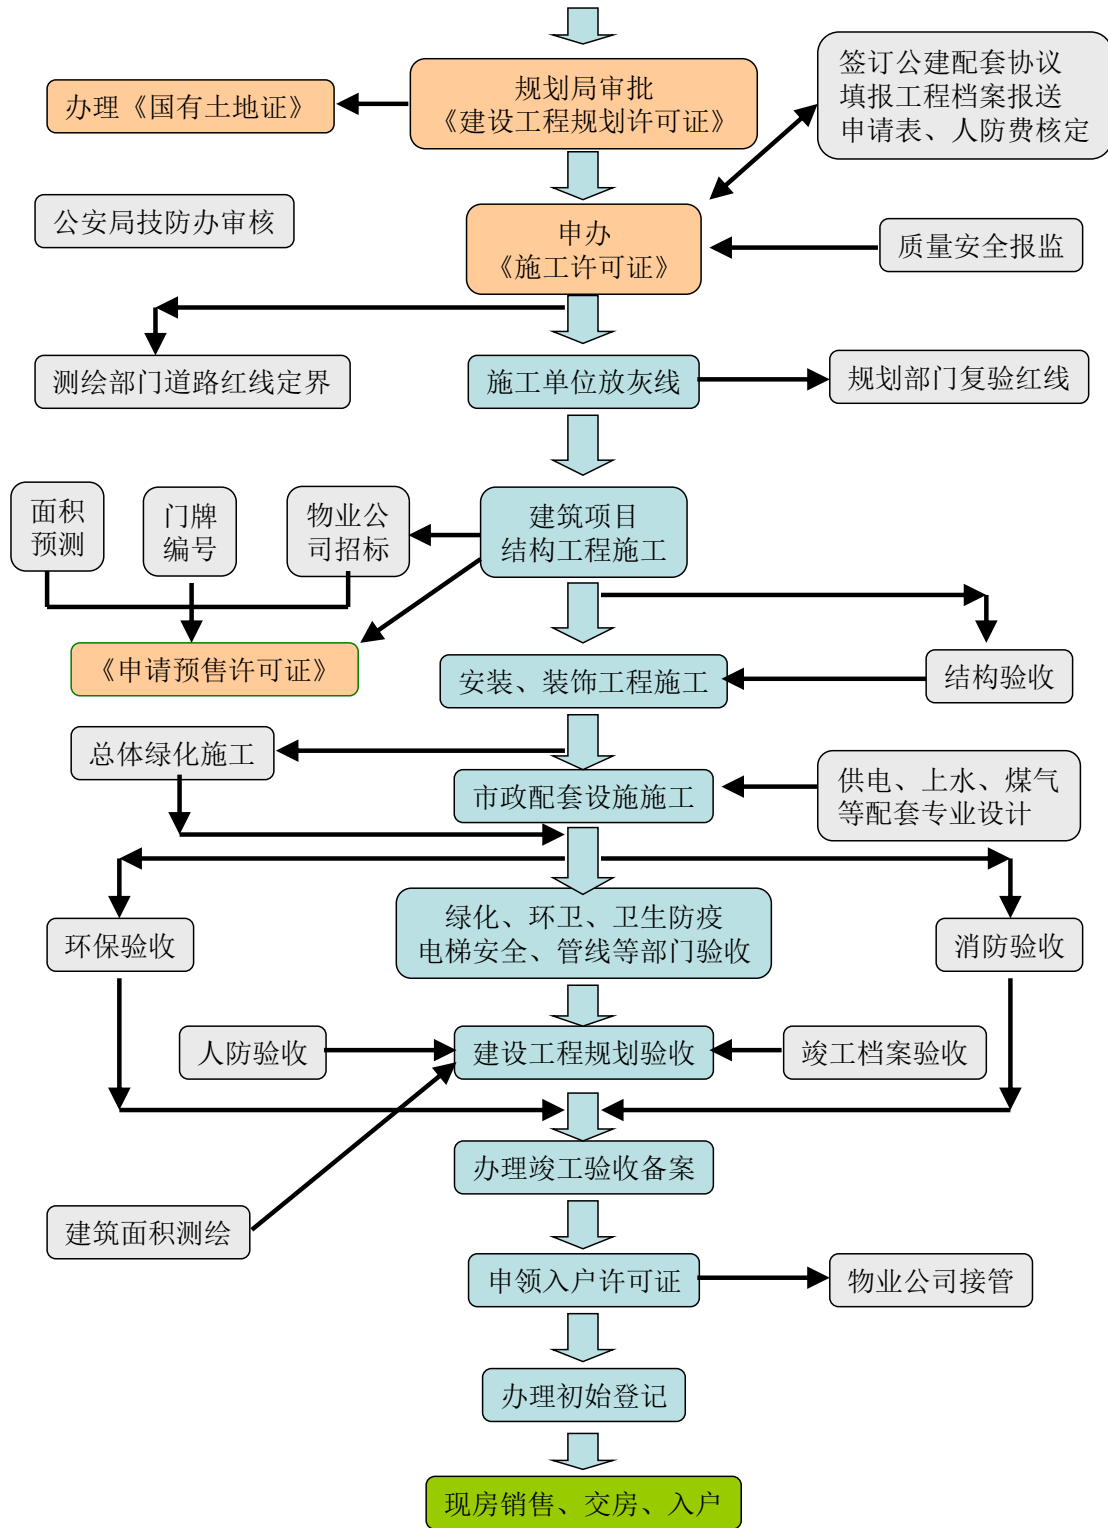 签订公建配套协议
填报工程档案报送
申请表、人防费核定
规划局审批
《建设工程规划许可证》
办理《国有土地证》
公安局技防办审核
申办
《施工许可证》
质量安全报监
测绘部门道路红线定界
施工单位放灰线
规划部门复验红线
面积
预测
门牌
编号
物业公
司招标
建筑项目
结构工程施工
《申请预售许可证》
安装、装饰工程施工
结构验收
总体绿化施工
市政配套设施施工
供电、上水、煤气
等配套专业设计
环保验收
绿化、环卫、卫生防疫
电梯安全、管线等部门验收
消防验收
人防验收
建设工程规划验收
竣工档案验收
办理竣工验收备案
建筑面积测绘
申领入户许可证
物业公司接管
办理初始登记
现房销售、交房、入户